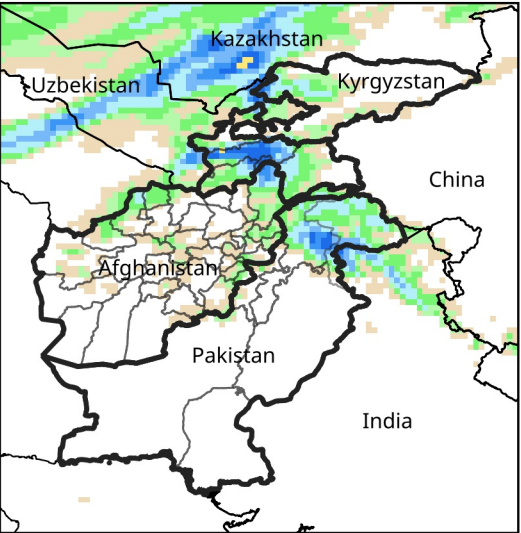 Kazakhstan
Uzbekistan
Kyrgyzstan
China
Afghanistan
Pakistan
India